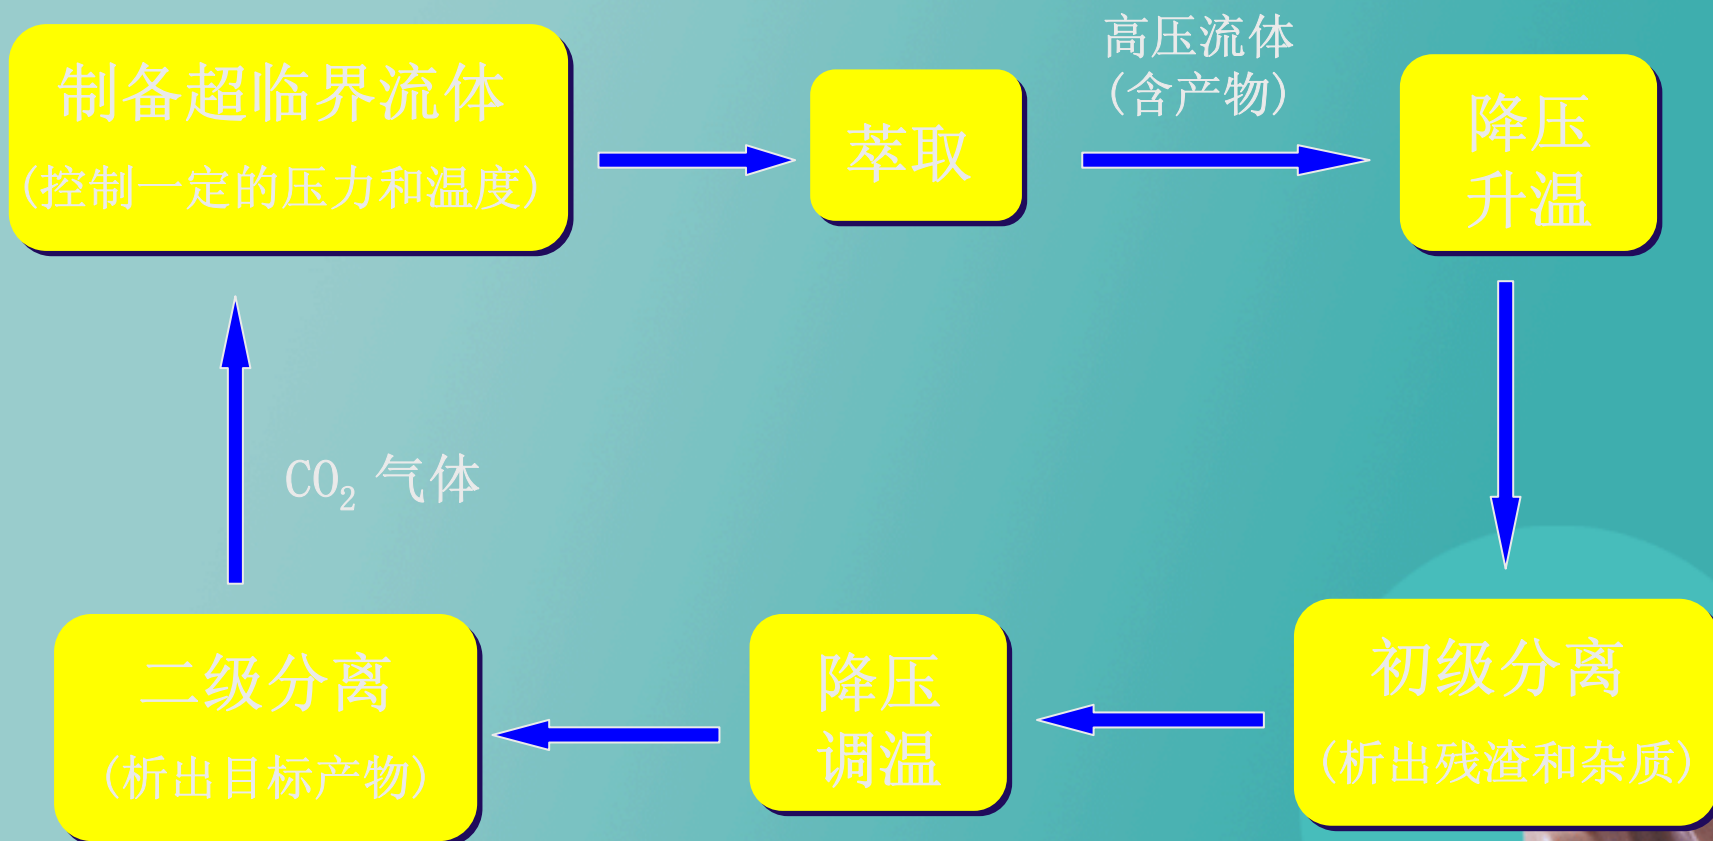 制备超临界流体
(控制一定的压力和温度)
萃取
高压流体
(含产物)
降压
升温
初级分离
(析出残渣和杂质)
降压
调温
二级分离
(析出目标产物)
CO₂ 气体